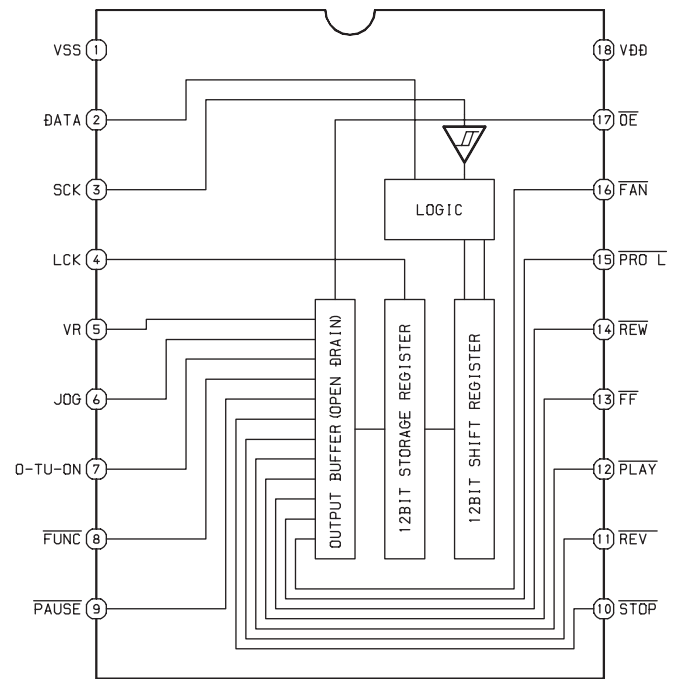 VSS 1
18 VDD
DATA 2
17 OE
SCK 3
16 FAN
LOGIC
LCK 4
15 PRO L
VR 5
14 REW
JOG 6
13 FF
O-TU-ON 7
12 PLAY
FUNC 8
11 REV
PAUSE 9
10 STOP
OUTPUT BUFFER (OPEN DRAIN)
12BIT STORAGE REGISTER
12BIT SHIFT REGISTER